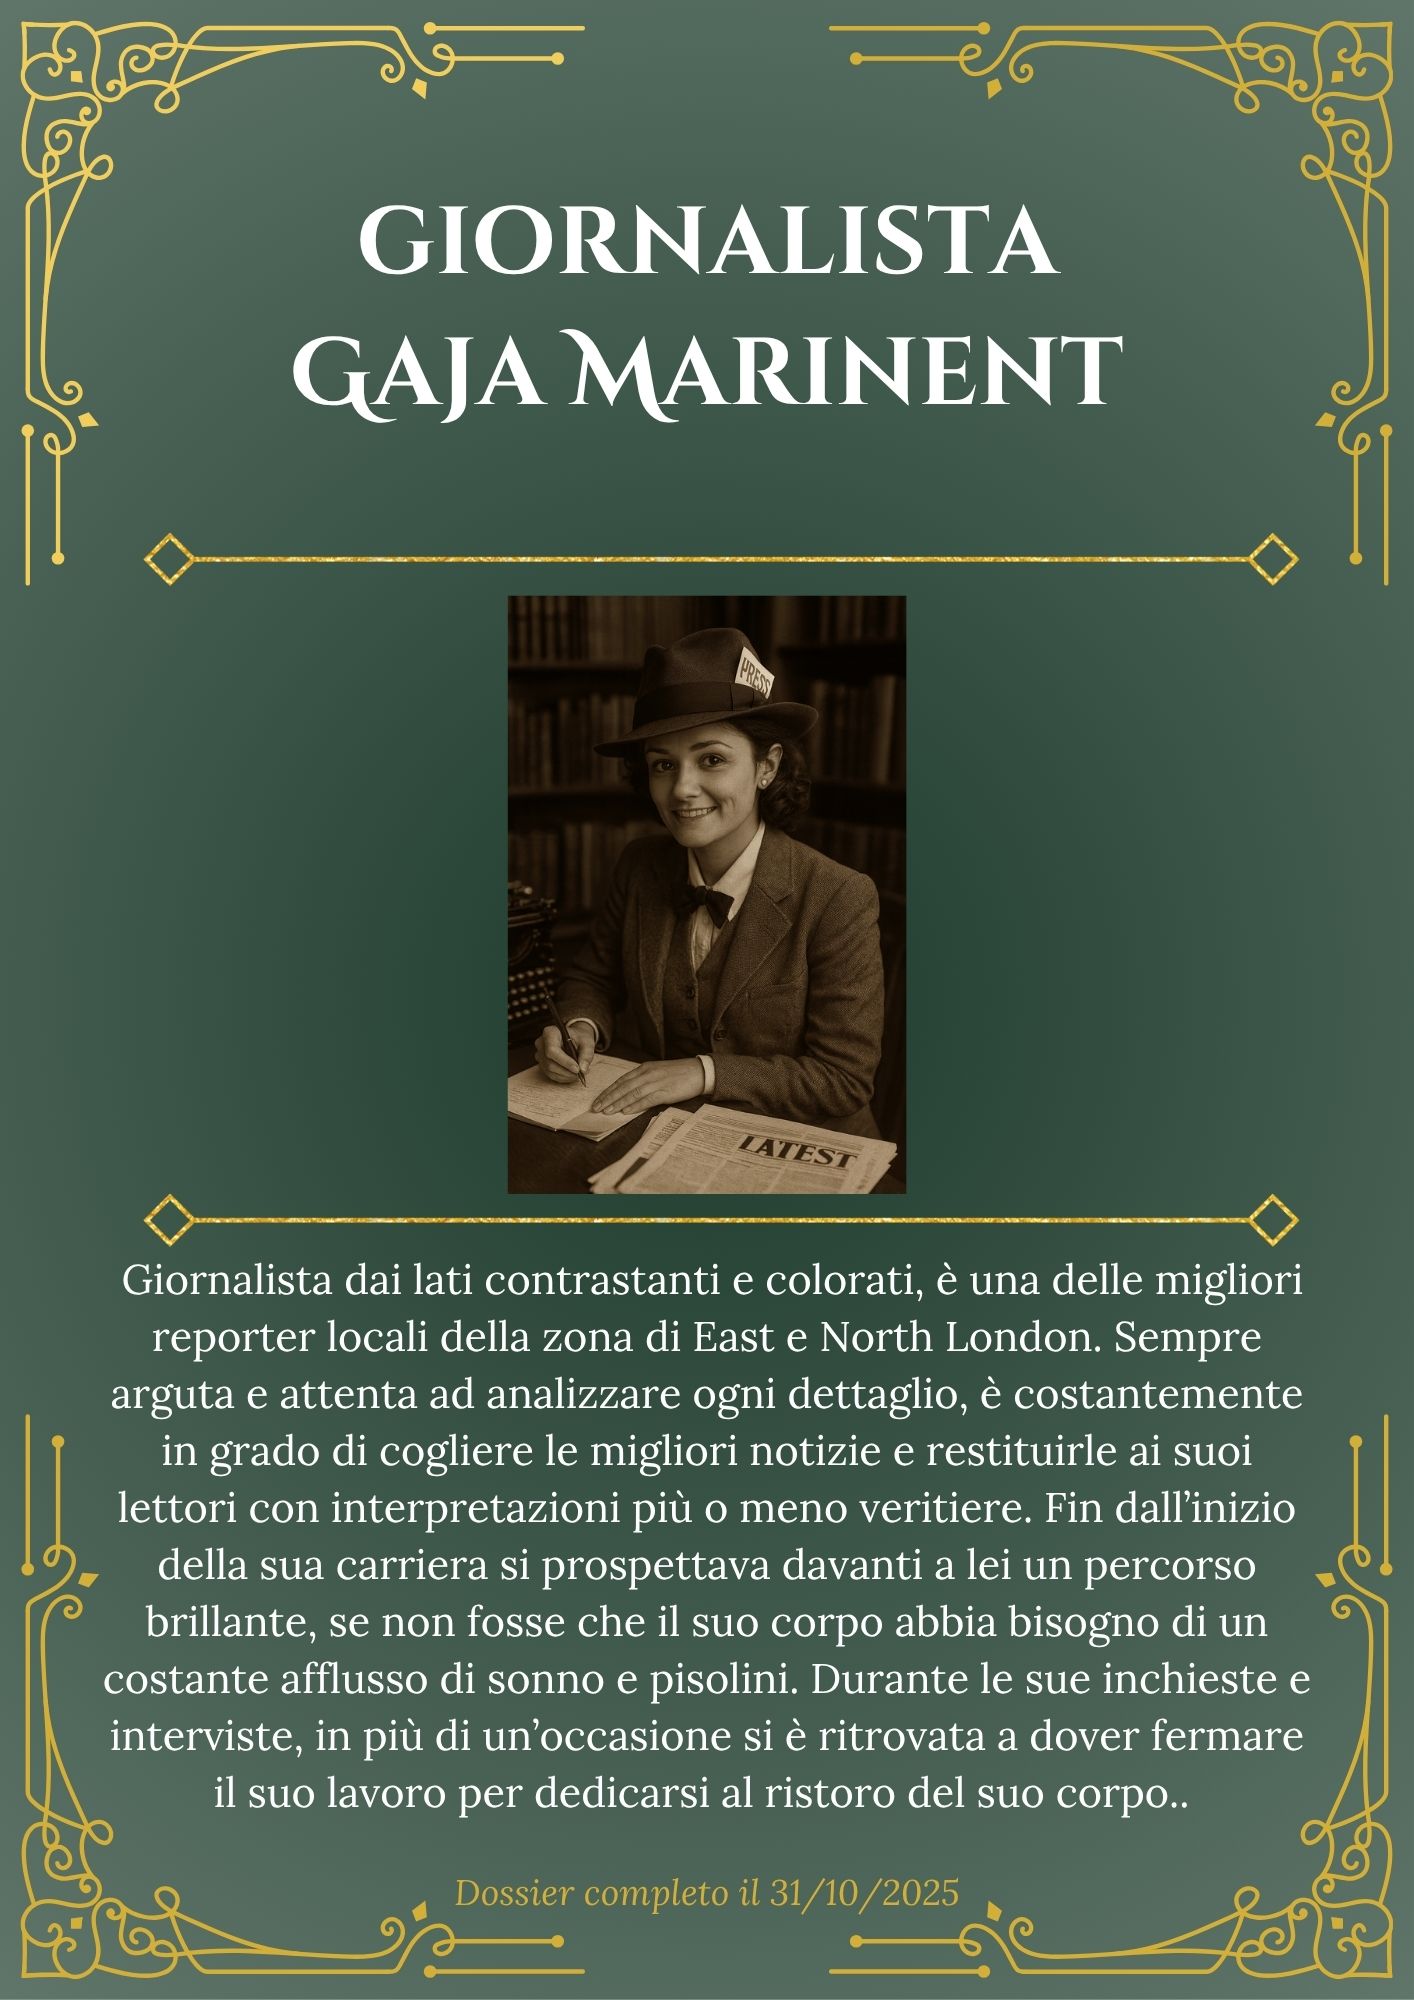 GIORNALISTA
GAJA MARINENT
PRESS
LATEST
Giornalista dai lati contrastanti e colorati, è una delle migliori
reporter locali della zona di East e North London. Sempre
arguta e attenta ad analizzare ogni dettaglio, è costantemente
in grado di cogliere le migliori notizie e restituirle ai suoi
lettori con interpretazioni più o meno veritiere. Fin dall’inizio
della sua carriera si prospettava davanti a lei un percorso
brillante, se non fosse che il suo corpo abbia bisogno di un
costante afflusso di sonno e pisolini. Durante le sue inchieste e
interviste, in più di un’occasione si è ritrovata a dover fermare
il suo lavoro per dedicarsi al ristoro del suo corpo..
Dossier completo il 31/10/2025